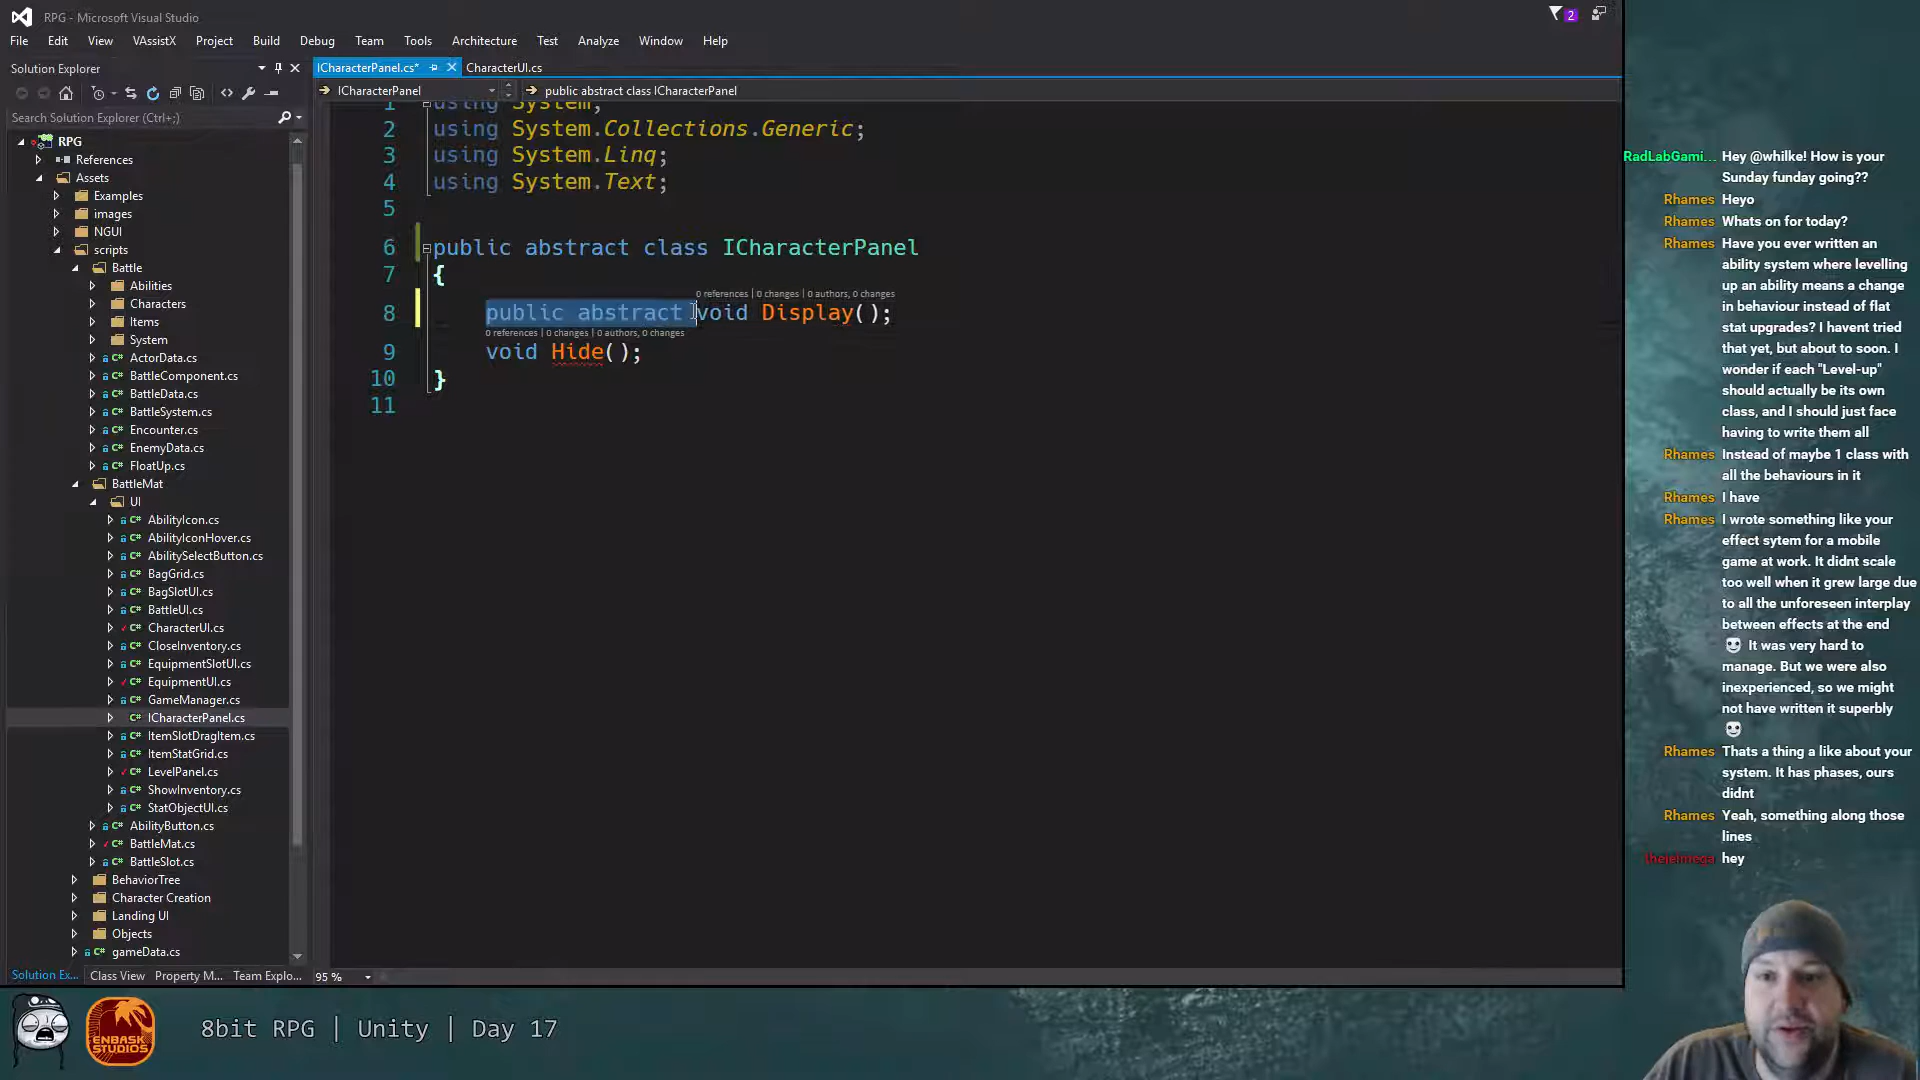 RPG - Microsoft Visual Studio
2
File Edit View VAssistX Project Build Debug Team Tools Architecture Test Analyze Window Help
Solution Explorer
ICharacterPanel.cs*
CharacterUI.cs
ICharacterPanel
public abstract class ICharacterPanel
Search Solution Explorer (Ctrl+;)
RPG
References
Assets
Examples
images
NGUI
scripts
Battle
Abilities
Characters
Items
System
ActorData.cs
BattleComponent.cs
BattleData.cs
BattleSystem.cs
Encounter.cs
EnemyData.cs
FloatUp.cs
BattleMat
UI
AbilityIcon.cs
AbilityIconHover.cs
AbilitySelectButton.cs
BagGrid.cs
BagSlotUI.cs
BattleUI.cs
CharacterUI.cs
CloseInventory.cs
EquipmentSlotUI.cs
EquipmentUI.cs
GameManager.cs
ICharacterPanel.cs
ItemSlotDragItem.cs
ItemStatGrid.cs
LevelPanel.cs
ShowInventory.cs
StatObjectUI.cs
AbilityButton.cs
BattleMat.cs
BattleSlot.cs
BehaviorTree
Character Creation
Landing UI
Objects
gameData.cs
Solution Ex... Class View Property M... Team Explo...
1 using System;
2 using System.Collections.Generic;
3 using System.Linq;
4 using System.Text;
5
6 public abstract class ICharacterPanel
7 {
0 references | 0 changes | 0 authors, 0 changes
8 public abstract void Display();
0 references | 0 changes | 0 authors, 0 changes
9 void Hide();
10 }
11
95 %
RadLabGami... Hey @whilke! How is your
Sunday funday going??
Rhames Heyo
Rhames Whats on for today?
Rhames Have you ever written an
ability system where levelling
up an ability means a change
in behaviour instead of flat
stat upgrades? I havent tried
that yet, but about to soon. I
wonder if each "Level-up"
should actually be its own
class, and I should just face
having to write them all
Rhames Instead of maybe 1 class with
all the behaviours in it
Rhames I have
Rhames I wrote something like your
effect sytem for a mobile
game at work. It didnt scale
too well when it grew large due
to all the unforeseen interplay
between effects at the end
It was very hard to
manage. But we were also
inexperienced, so we might
not have written it superbly
Rhames Thats a thing a like about your
system. It has phases, ours
didnt
Rhames Yeah, something along those
lines
thejelmega hey
ENBASK
STUDIOS
8bit RPG | Unity | Day 17